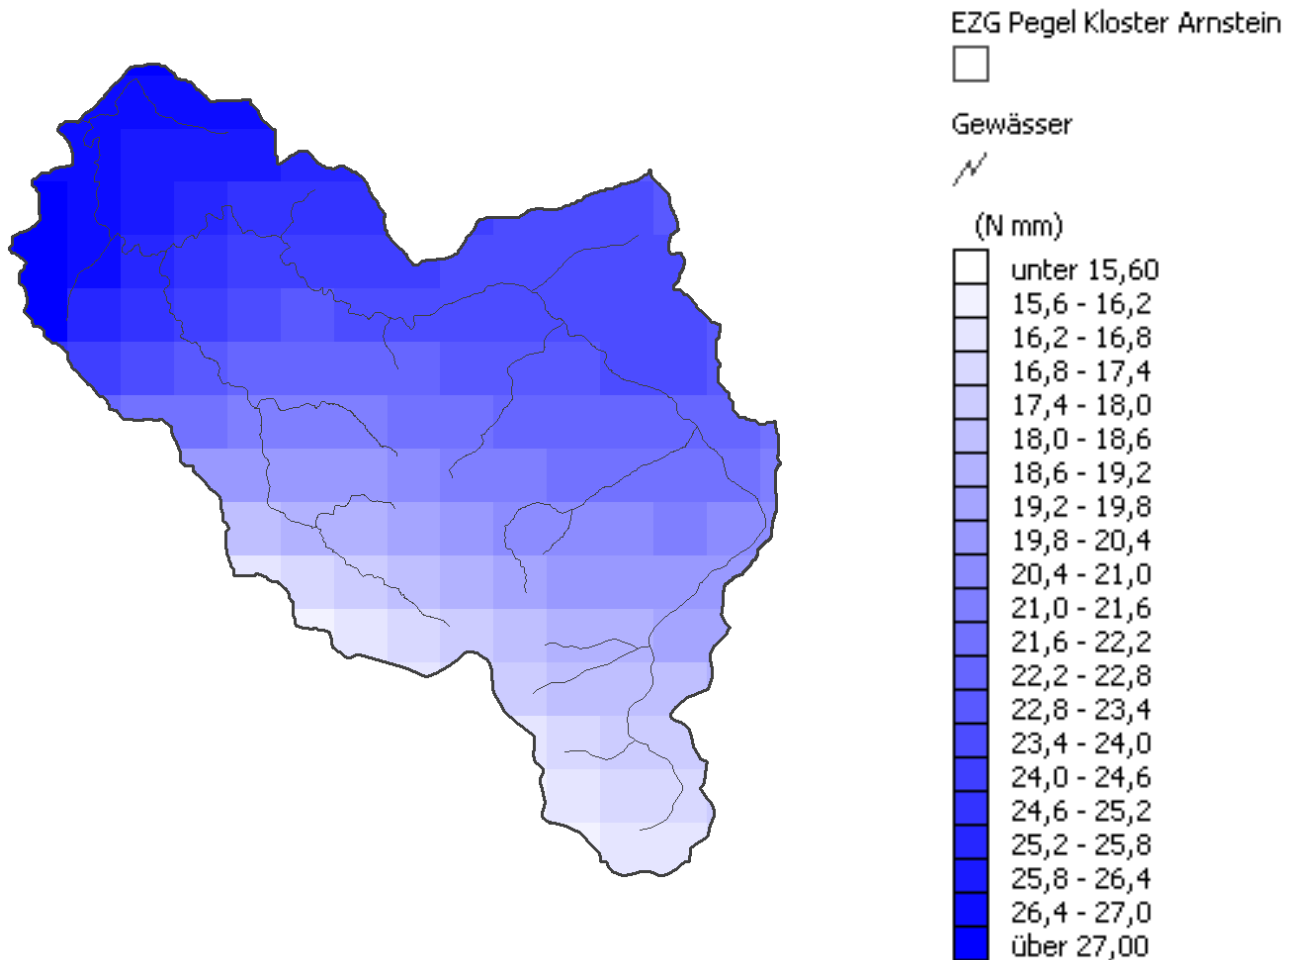 EZG Pegel Kloster Arnstein
Gewässer
(N mm)
unter 15,60
15,6 - 16,2
16,2 - 16,8
16,8 - 17,4
17,4 - 18,0
18,0 - 18,6
18,6 - 19,2
19,2 - 19,8
19,8 - 20,4
20,4 - 21,0
21,0 - 21,6
21,6 - 22,2
22,2 - 22,8
22,8 - 23,4
23,4 - 24,0
24,0 - 24,6
24,6 - 25,2
25,2 - 25,8
25,8 - 26,4
26,4 - 27,0
über 27,00